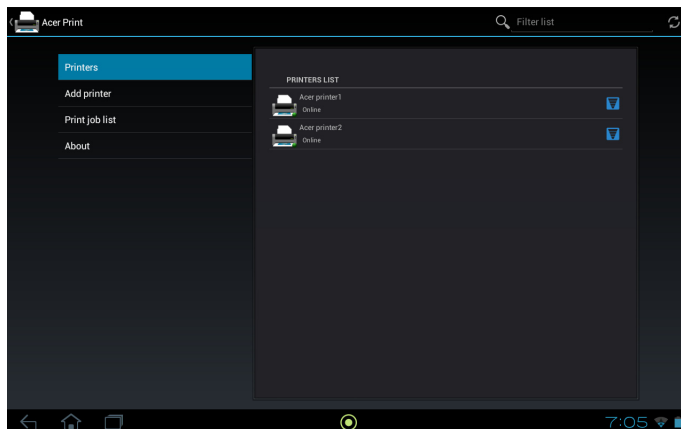 Acer Print
Filter list
Printers
Add printer
Print job list
About
PRINTERS LIST
Acer printer1
Online
Acer printer2
Online
7:05